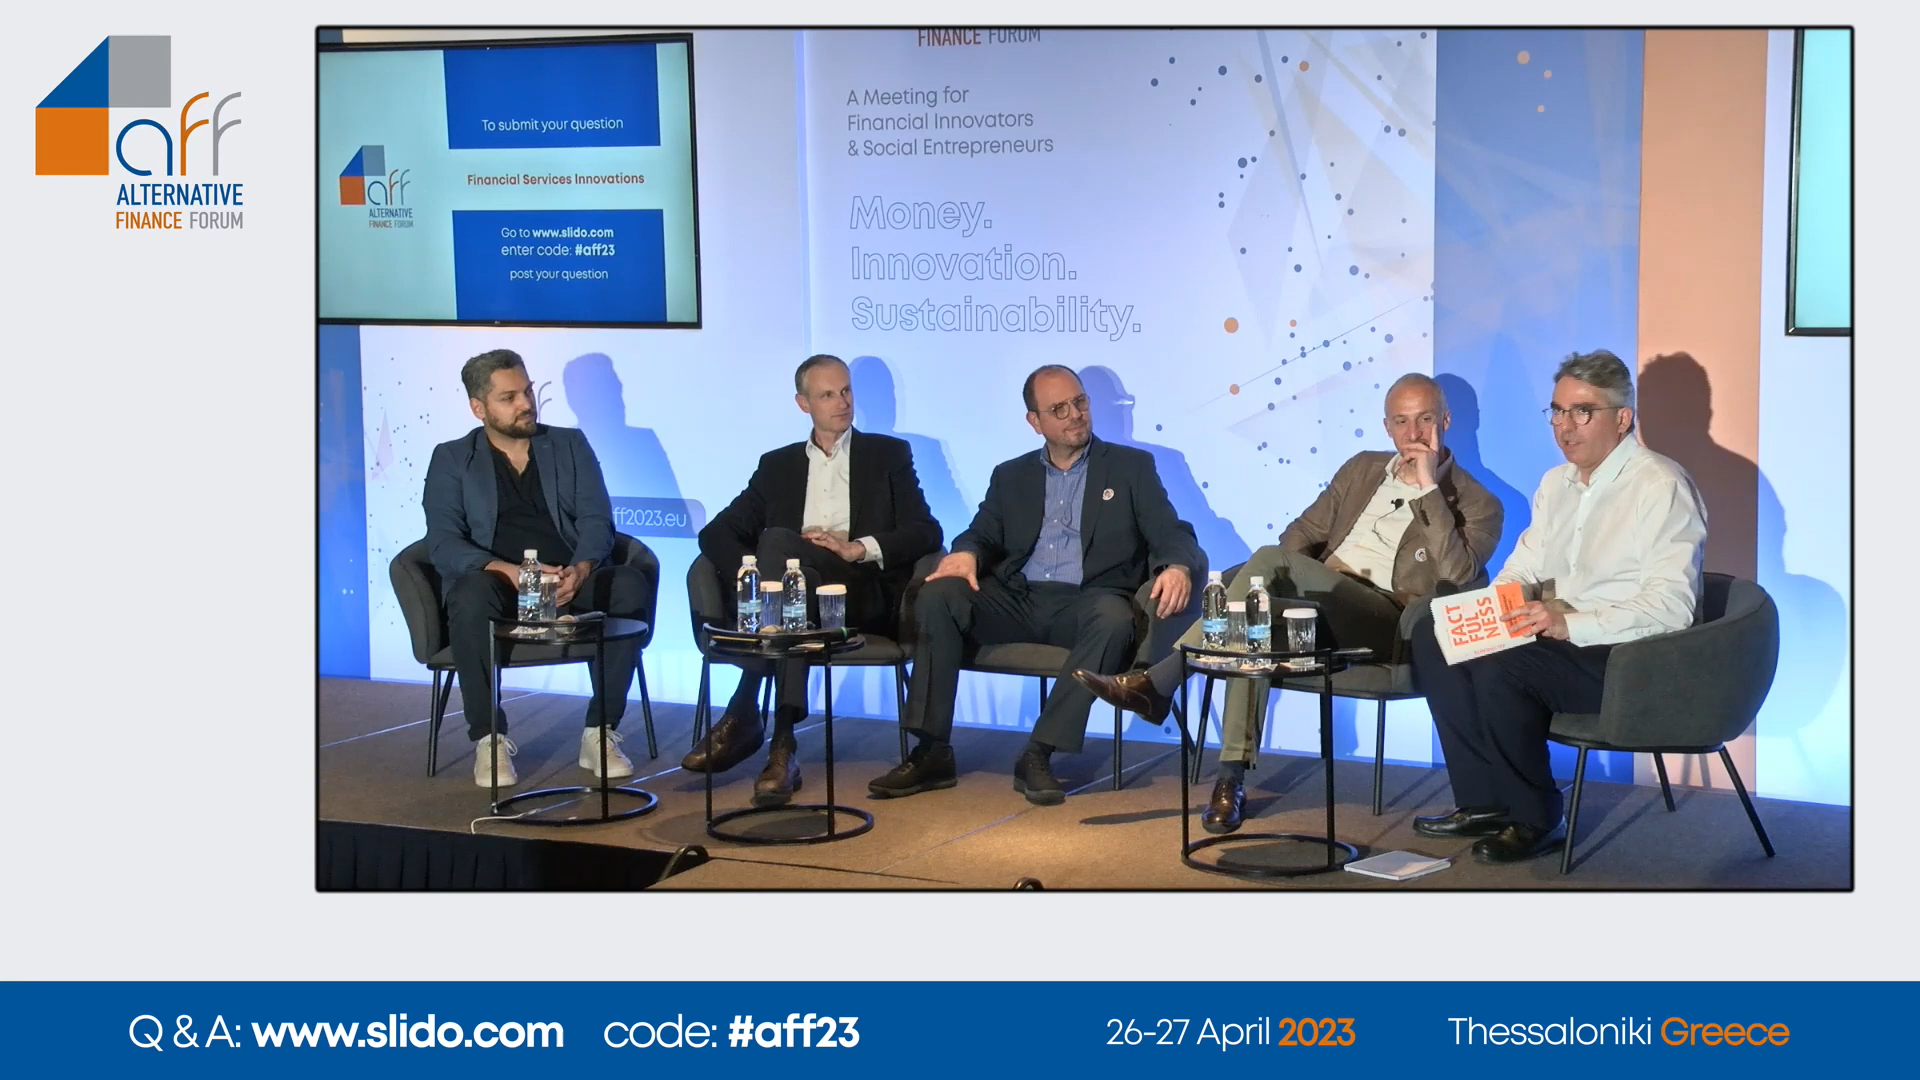 aff
ALTERNATIVE
FINANCE FORUM
To submit your question
Financial Services Innovations
aff
ALTERNATIVE
FINANCE FORUM
Go to www.slido.com
enter code: #aff23
post your question
FINANCE FORUM
A Meeting for
Financial Innovators
& Social Entrepreneurs
Money.
Innovation.
Sustainability.
ff2023.eu
FACT
FUL
NESS
Q & A: www.slido.com code: #aff23
26-27 April 2023
Thessaloniki Greece